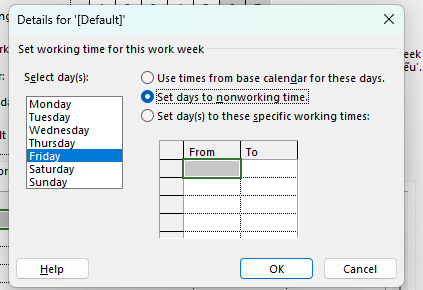 Details for '[Default]'
Set working time for this work week
Select day(s):
Monday
Tuesday
Wednesday
Thursday
Friday
Saturday
Sunday
Use times from base calendar for these days.
Set days to nonworking time.
Set day(s) to these specific working times:
From To
Help OK Cancel